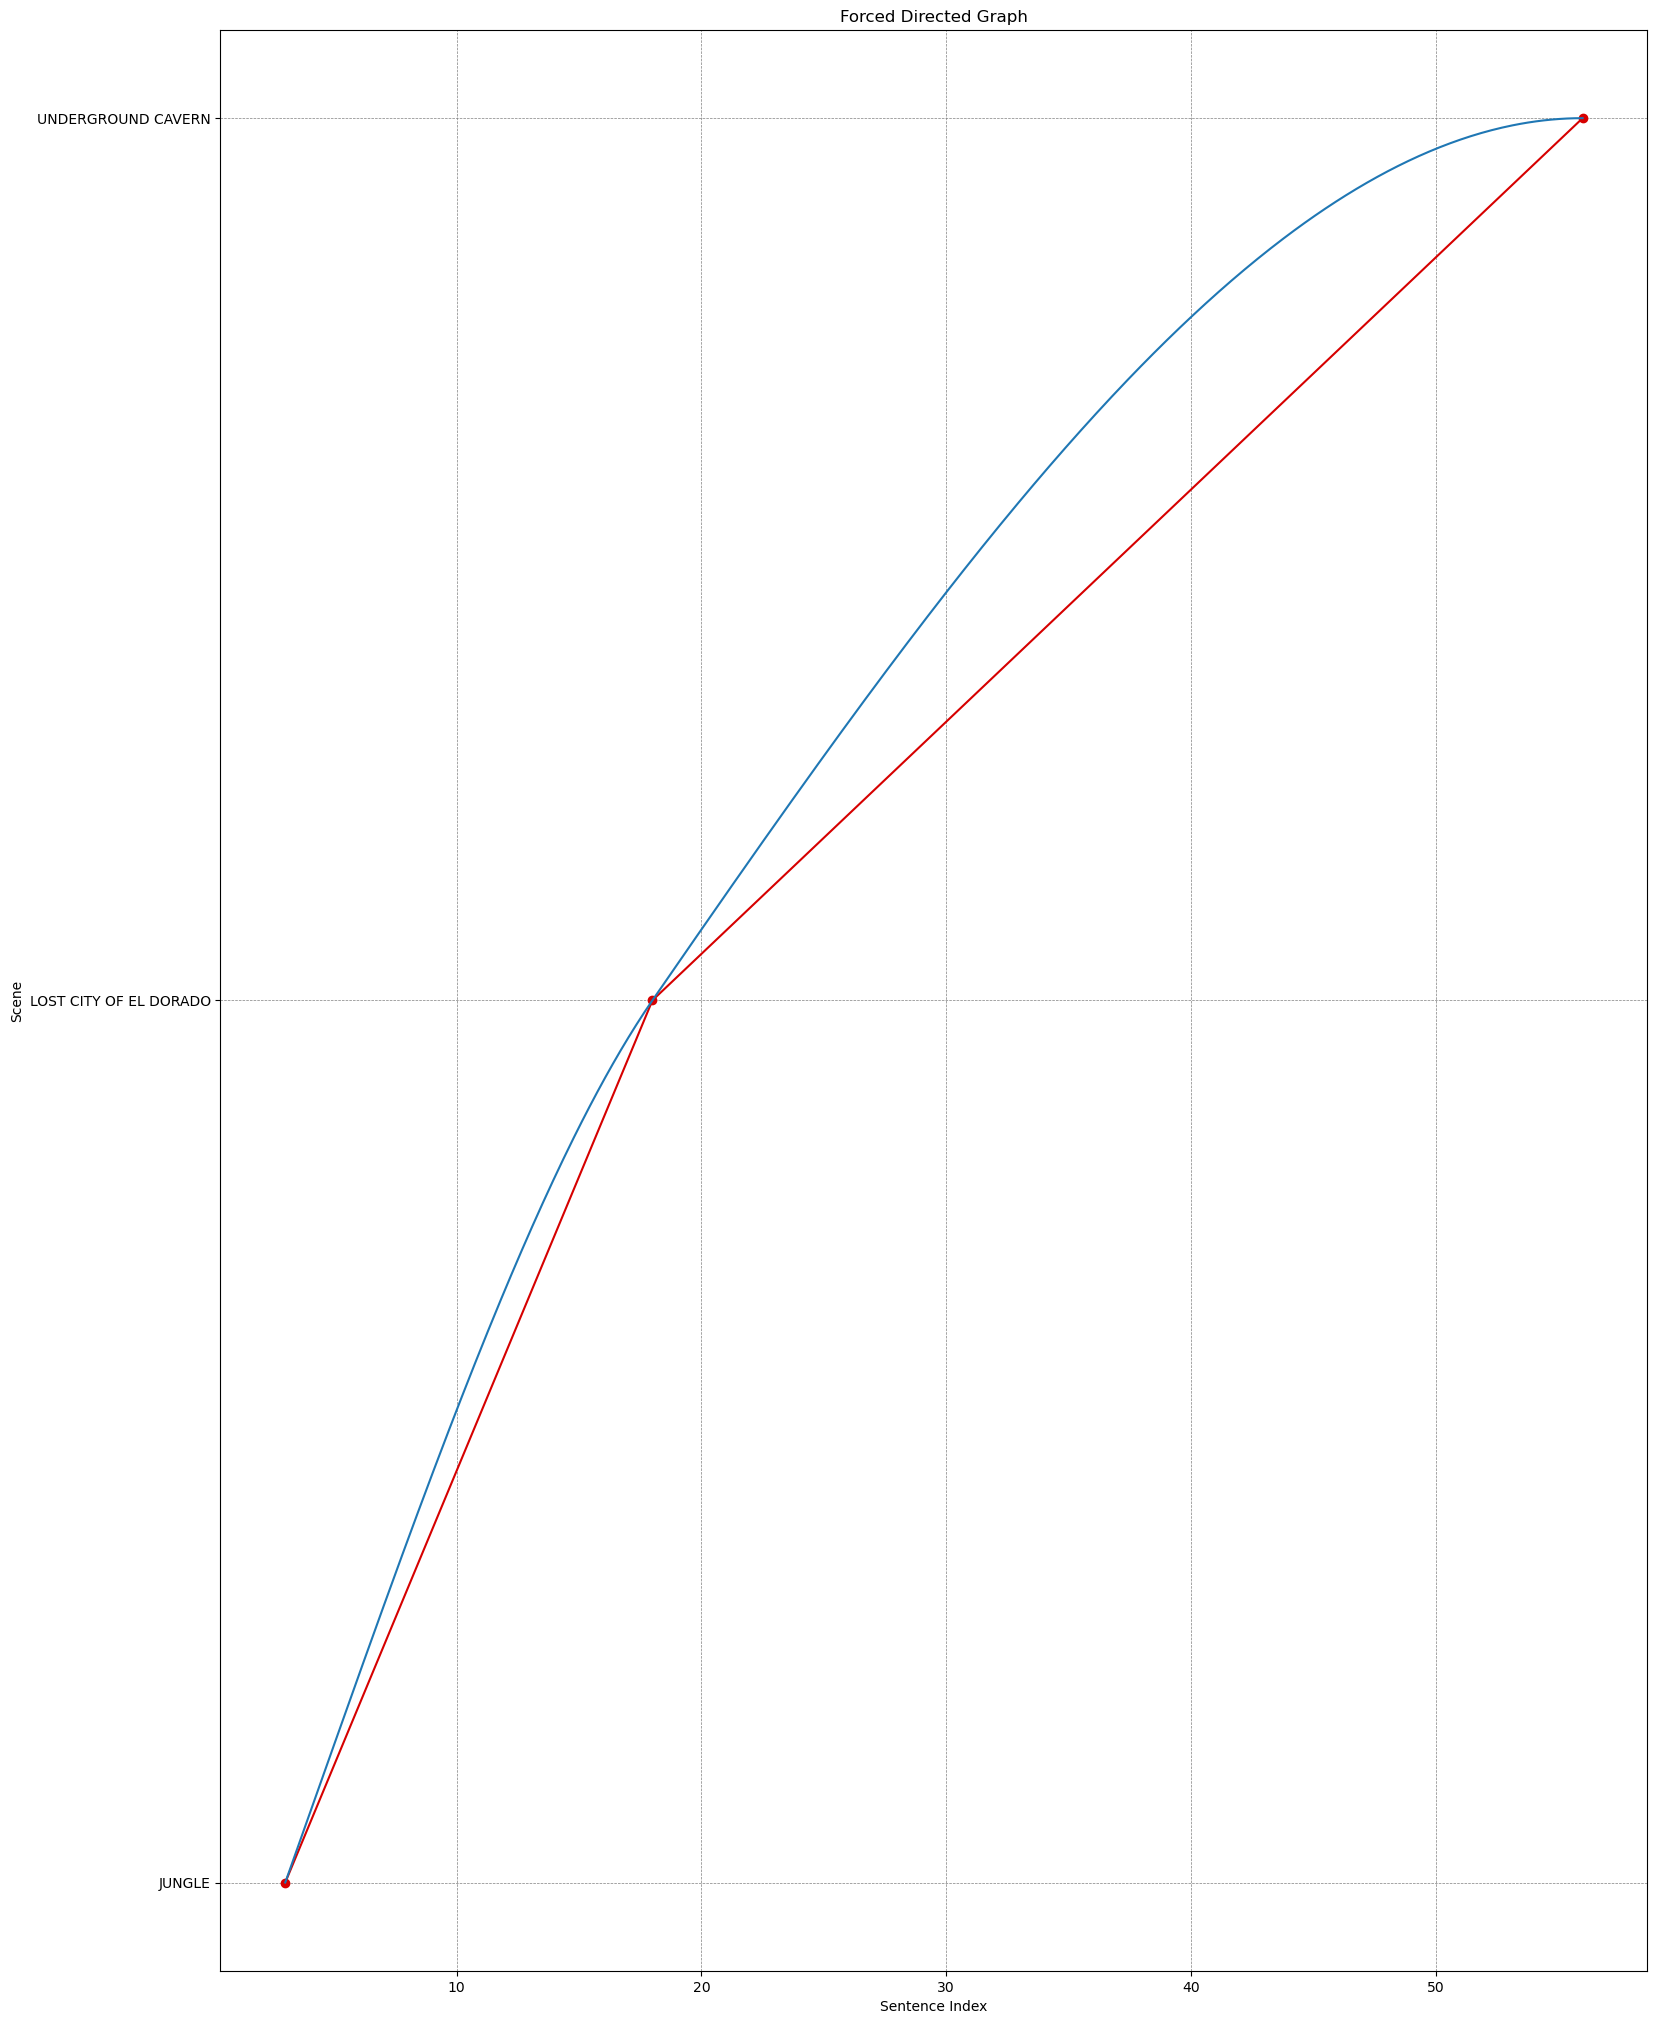 Forced Directed Graph
UNDERGROUND CAVERN
LOST CITY OF EL DORADO
Scene
JUNGLE
10 20 30 40 50
Sentence Index